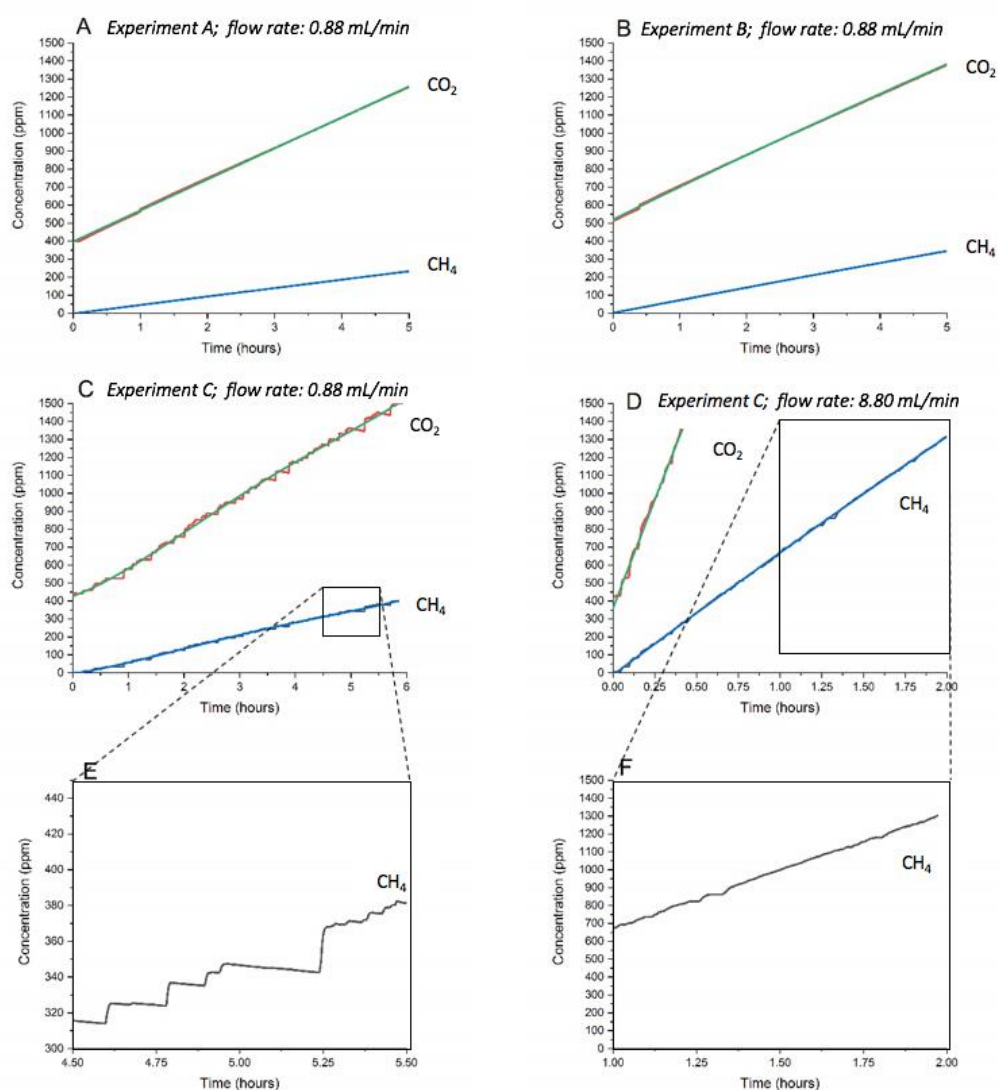 A Experiment A; flow rate: 0.88 mL/min
1500
1400
1300
1200
1100
1000
900
800
700
600
500
400
300
200
100
0
Concentration (ppm)
CO2
CH4
0 1 2 3 4 5
Time (hours)
B Experiment B; flow rate: 0.88 mL/min
1500
1400
1300
1200
1100
1000
900
800
700
600
500
400
300
200
100
0
Concentration (ppm)
CO2
CH4
0 1 2 3 4 5
Time (hours)
C Experiment C; flow rate: 0.88 mL/min
1500
1400
1300
1200
1100
1000
900
800
700
600
500
400
300
200
100
0
Concentration (ppm)
CO2
CH4
0 1 2 3 4 5 6
Time (hours)
D Experiment C; flow rate: 8.80 mL/min
1500
1400
1300
1200
1100
1000
900
800
700
600
500
400
300
200
100
0
Concentration (ppm)
CO2
CH4
0.00 0.25 0.50 0.75 1.00 1.25 1.50 1.75 2.00
Time (hours)
E
440
420
400
380
360
340
320
300
Concentration (ppm)
CH4
4.50 4.75 5.00 5.25 5.50
Time (hours)
F
1500
1400
1300
1200
1100
1000
900
800
700
600
500
400
300
200
100
0
Concentration (ppm)
CH4
1.00 1.25 1.50 1.75 2.00
Time (hours)